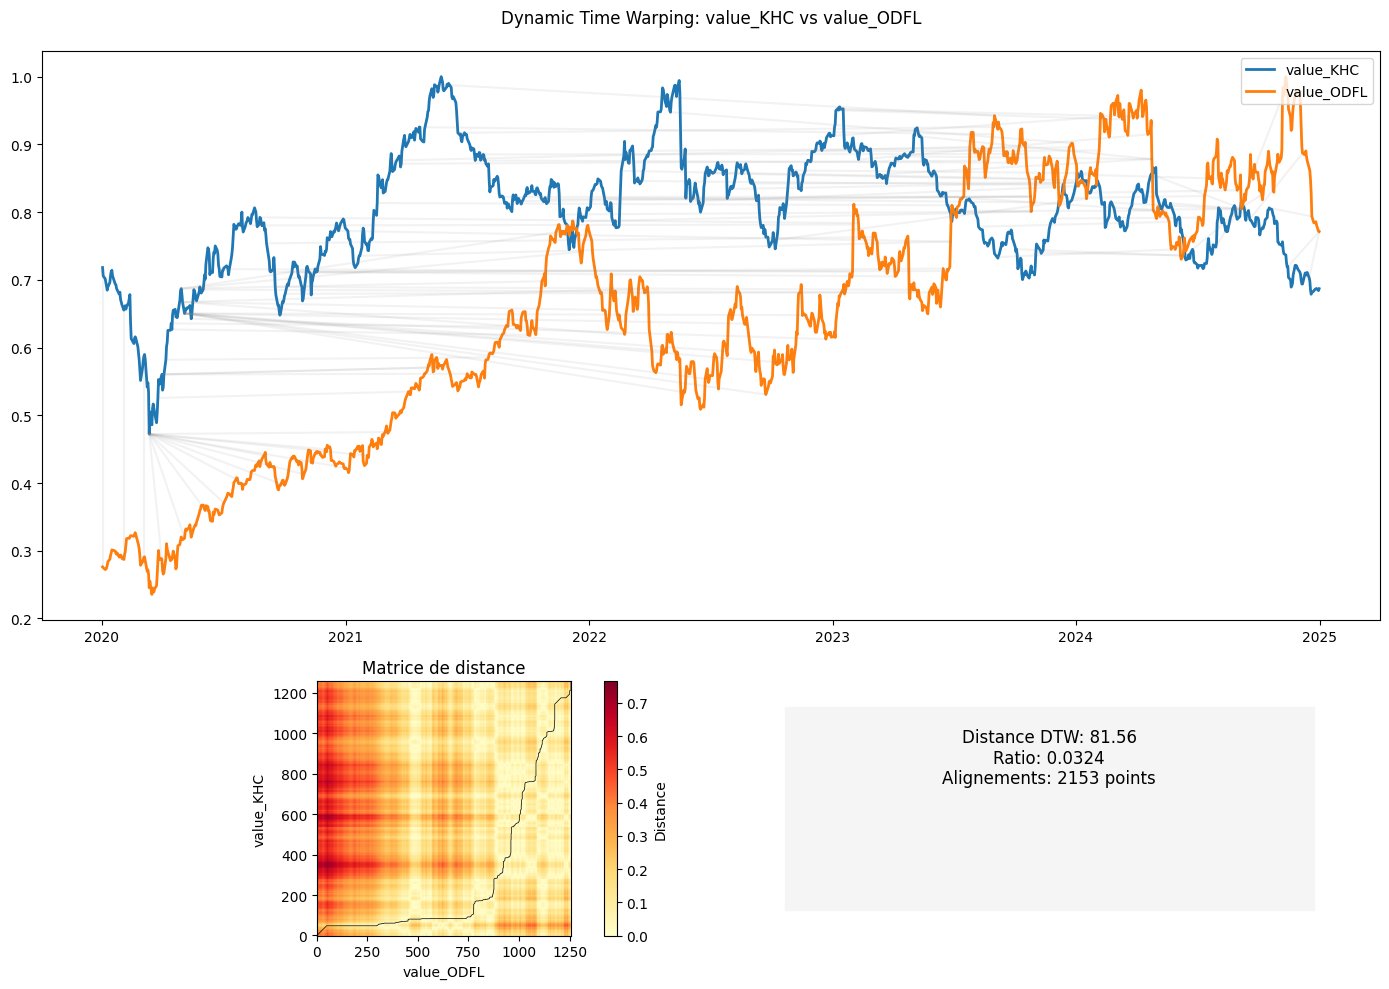 Dynamic Time Warping: value_KHC vs value_ODFL
value_KHC
value_ODFL
1.0
0.9
0.8
0.7
0.6
0.5
0.4
0.3
0.2
2020 2021 2022 2023 2024 2025
Matrice de distance
value_KHC
1200
1000
800
600
400
200
0
0 250 500 750 1000 1250
value_ODFL
0.7
0.6
0.5
0.4
0.3
0.2
0.1
0.0
Distance
Distance DTW: 81.56
Ratio: 0.0324
Alignements: 2153 points